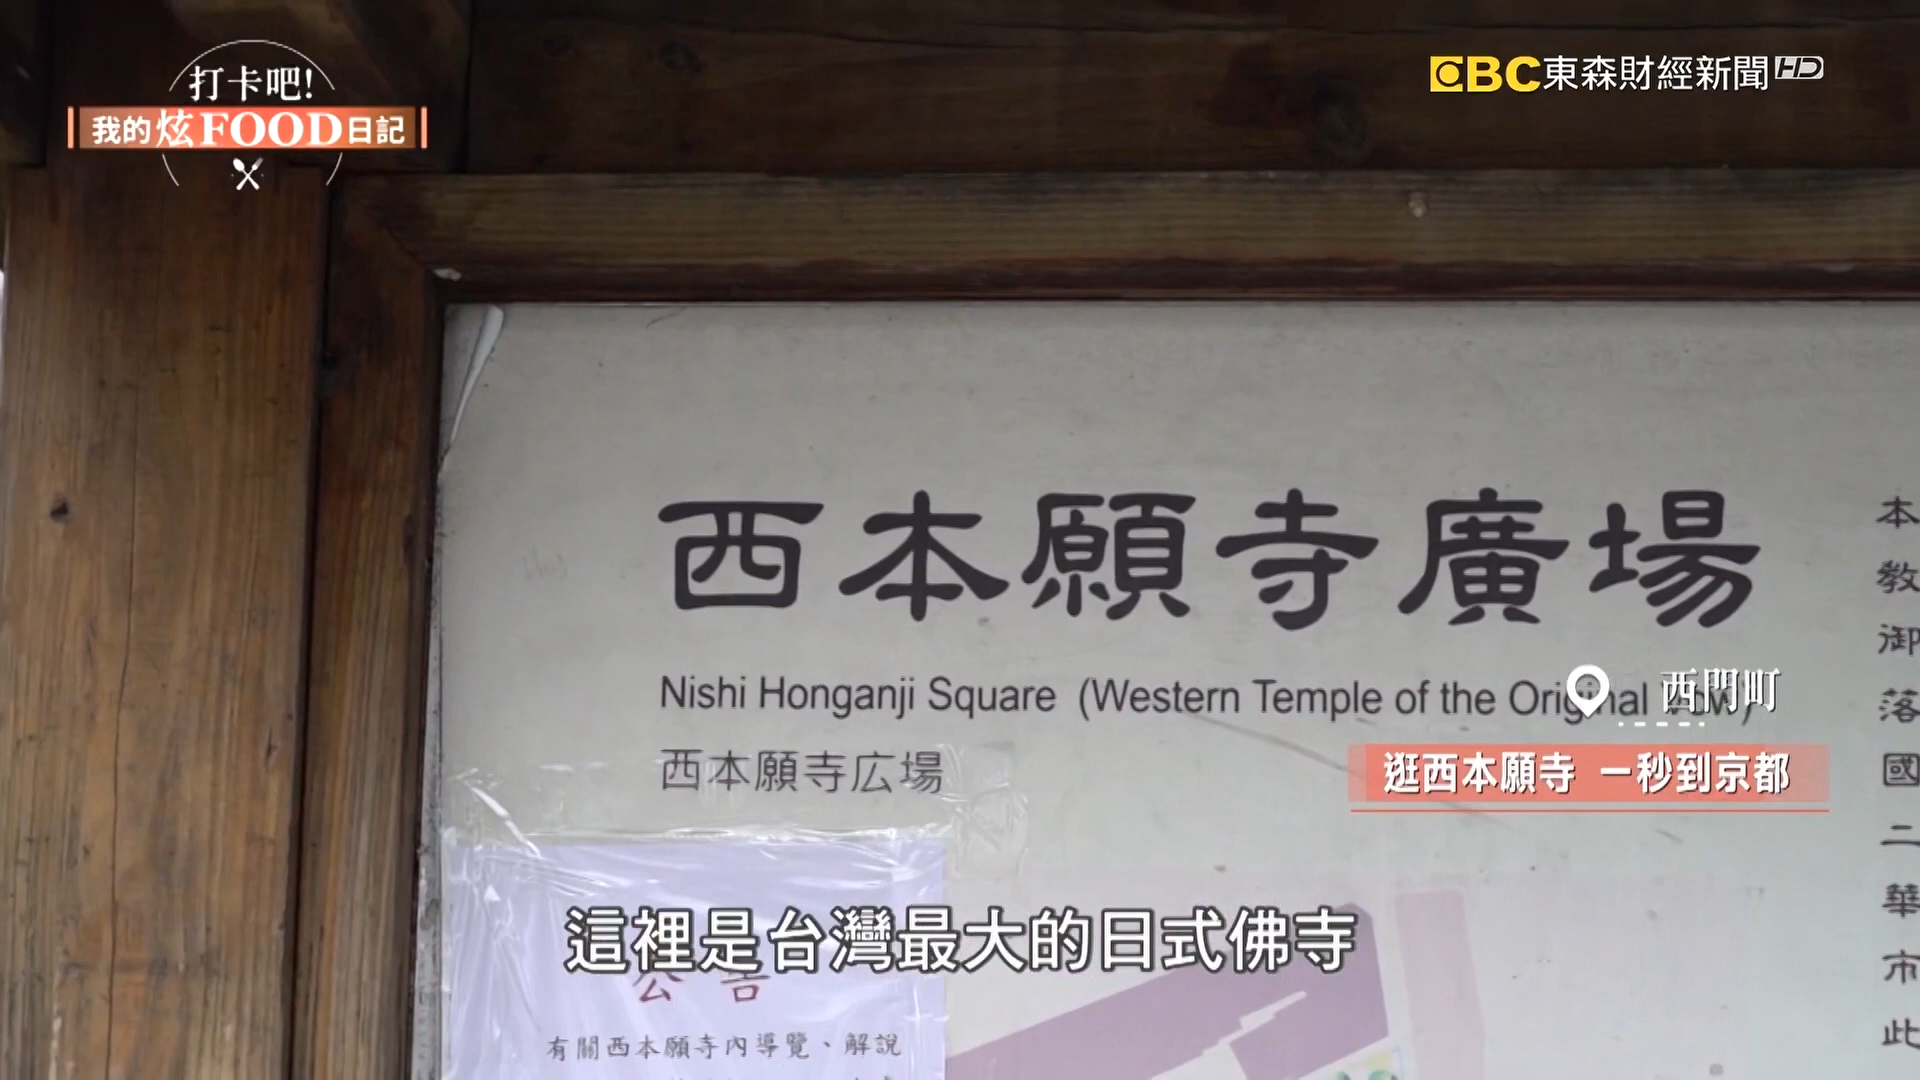 打卡吧!
我的炫FOOD日記
EBC東森財經新聞HD
西本願寺廣場
Nishi Honganji Square (Western Temple of the Original Vow)
西本願寺広場
西門町
逛西本願寺 一秒到京都
這裡是台灣最大的日式佛寺
公告
有關西本願寺內導覽、解說
本
教
御
落
國
二
華
市
此